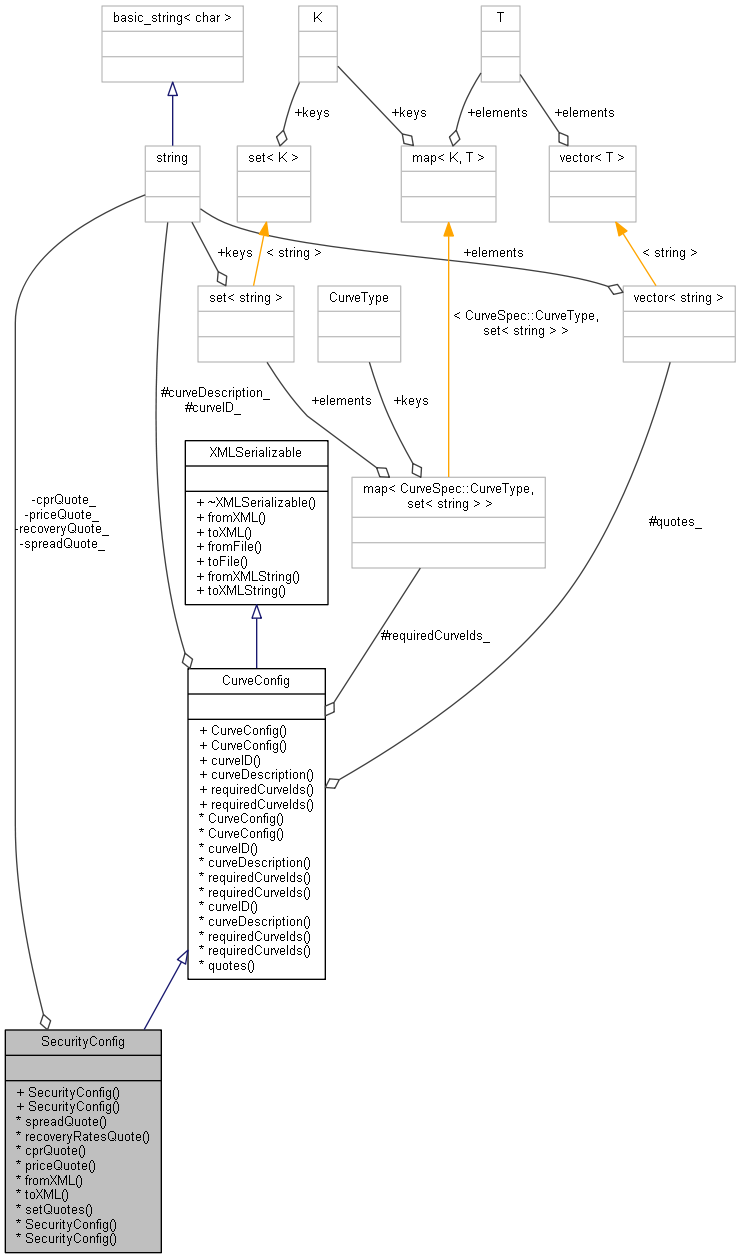 basic_string< char >
K
T
+keys
+keys
+elements
+elements
string
set< K >
map< K, T >
vector< T >
+keys
< string >
+elements
< string >
set< string >
CurveType
< CurveSpec::CurveType,
set< string > >
vector< string >
#curveDescription_
#curveID_
+elements
+keys
XMLSerializable
+ ~XMLSerializable()
+ fromXML()
+ toXML()
+ fromFile()
+ toFile()
+ fromXMLString()
+ toXMLString()
map< CurveSpec::CurveType,
set< string > >
-cprQuote_
-priceQuote_
-recoveryQuote_
-spreadQuote_
#quotes_
#requiredCurveIds_
CurveConfig
+ CurveConfig()
+ CurveConfig()
+ curveID()
+ curveDescription()
+ requiredCurveIds()
+ requiredCurveIds()
* CurveConfig()
* CurveConfig()
* curveID()
* curveDescription()
* requiredCurveIds()
* requiredCurveIds()
* curveID()
* curveDescription()
* requiredCurveIds()
* requiredCurveIds()
* quotes()
SecurityConfig
+ SecurityConfig()
+ SecurityConfig()
* spreadQuote()
* recoveryRatesQuote()
* cprQuote()
* priceQuote()
* fromXML()
* toXML()
* setQuotes()
* SecurityConfig()
* SecurityConfig()